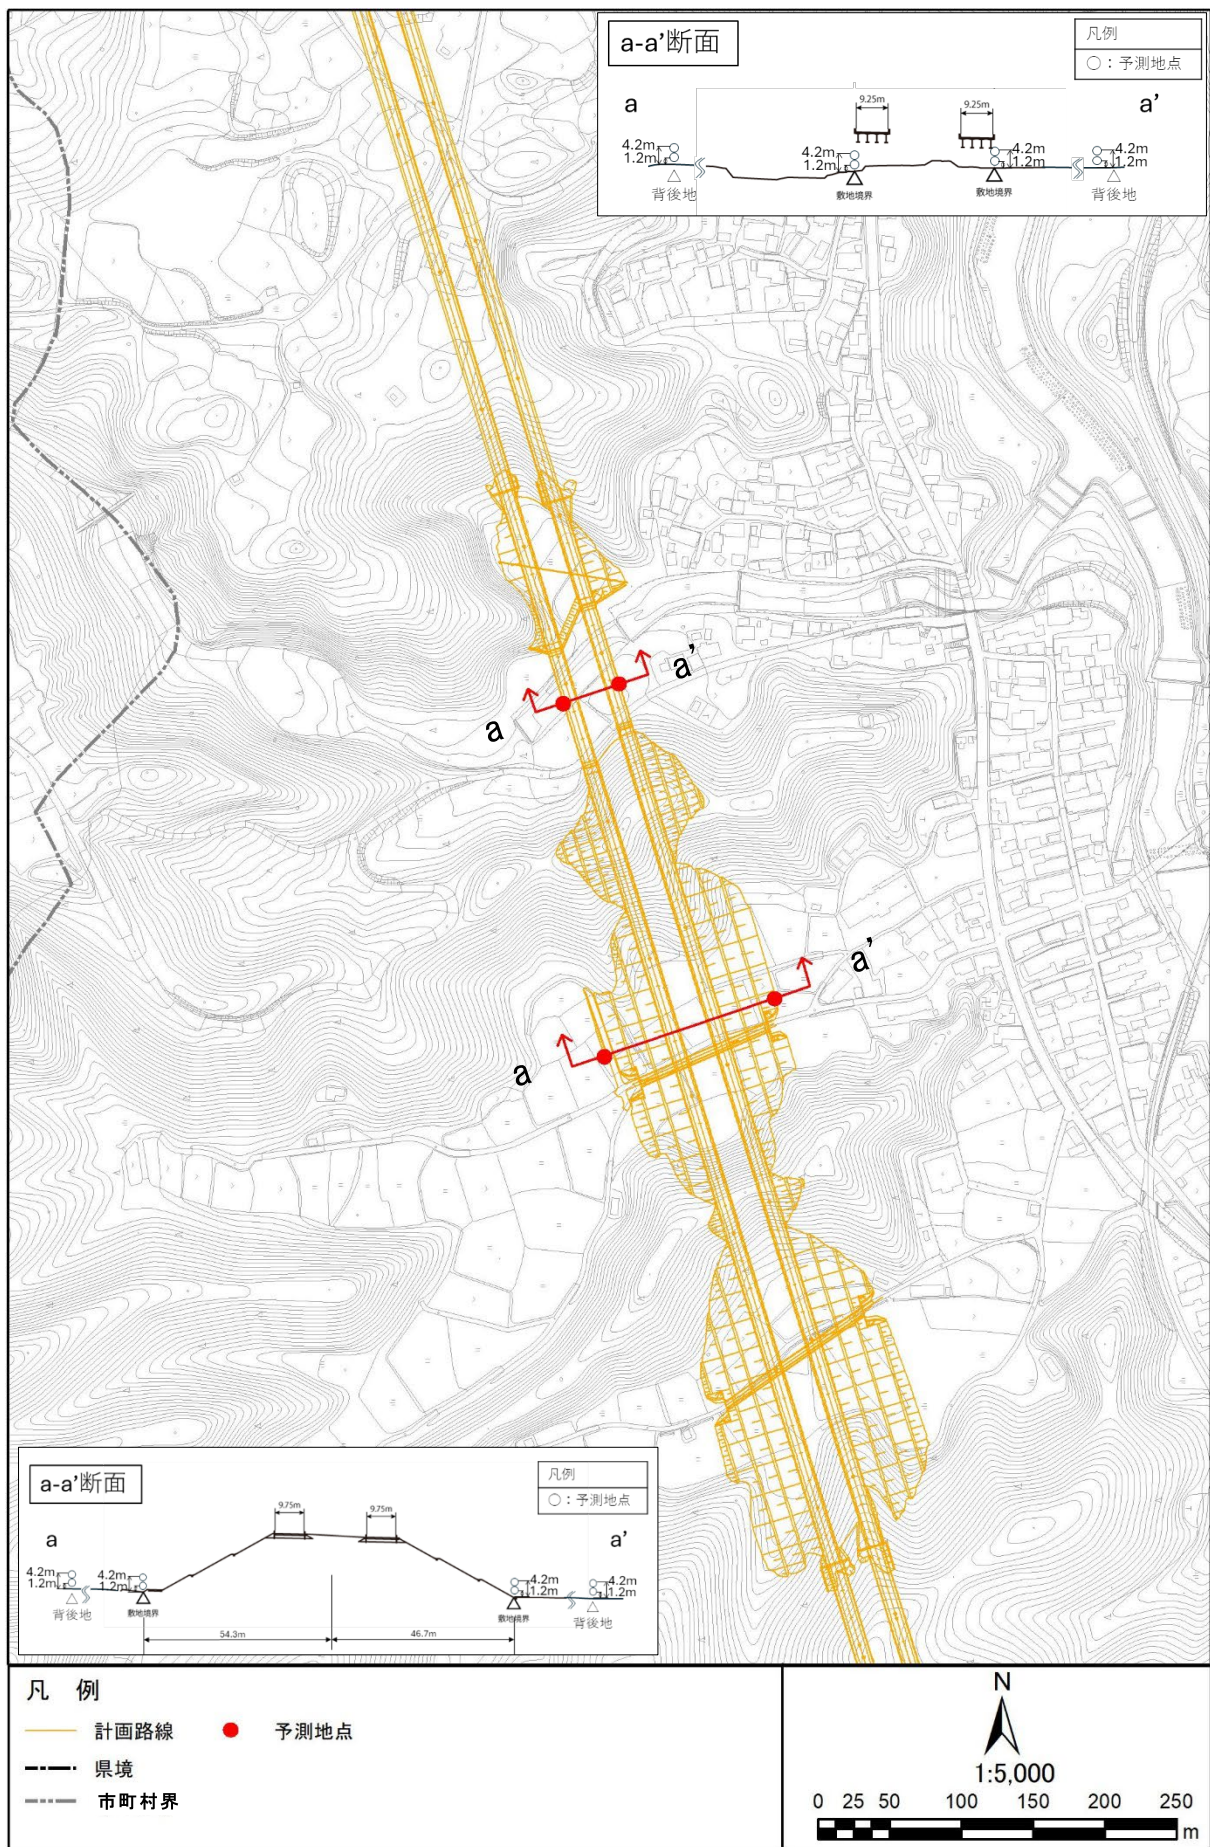 a-a’断面
凡例
○：予測地点
a
a’
9.25m
9.25m
4.2m
1.2m
4.2m
1.2m
4.2m
1.2m
4.2m
1.2m
背後地
敷地境界
敷地境界
背後地
a
a’
a
a’
a-a’断面
凡例
○：予測地点
a
a’
9.75m
9.75m
4.2m
1.2m
4.2m
1.2m
4.2m
1.2m
4.2m
1.2m
背後地
敷地境界
敷地境界
背後地
54.3m
46.7m
凡 例
計画路線
予測地点
県境
市町村界
N
1:5,000
0 25 50 100 150 200 250
m